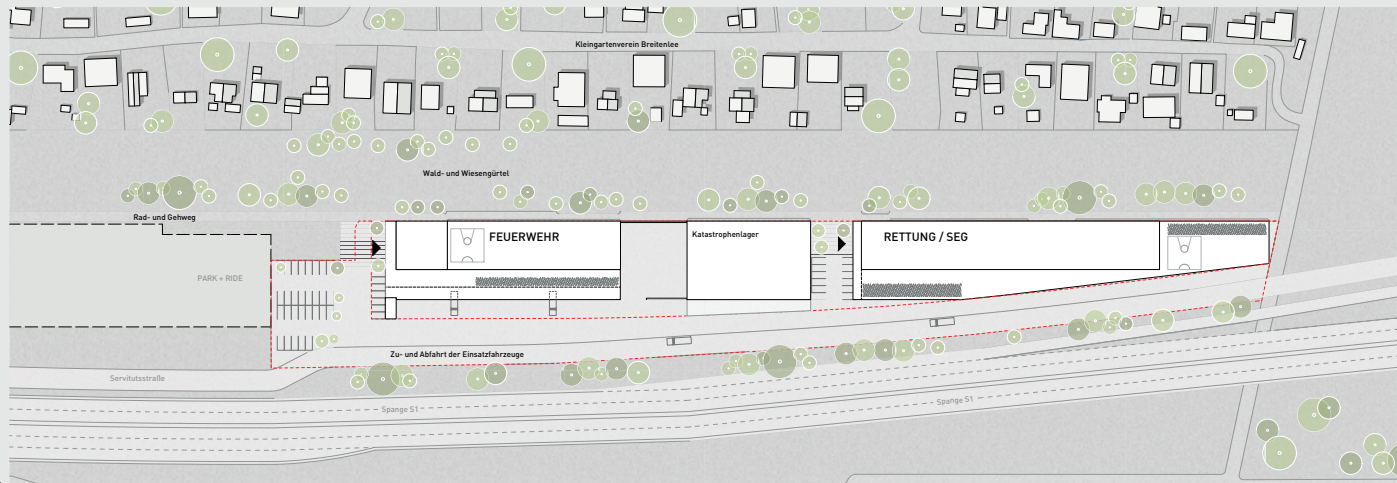 Kleingartenverein Breitenlee
Wald- und Wiesengürtel
Rad- und Gehweg
FEUERWEHR
Katastrophenlager
RETTUNG / SEG
PARK + RIDE
Zu- und Abfahrt der Einsatzfahrzeuge
Servitutsstraße
Spange S1
Spange S1